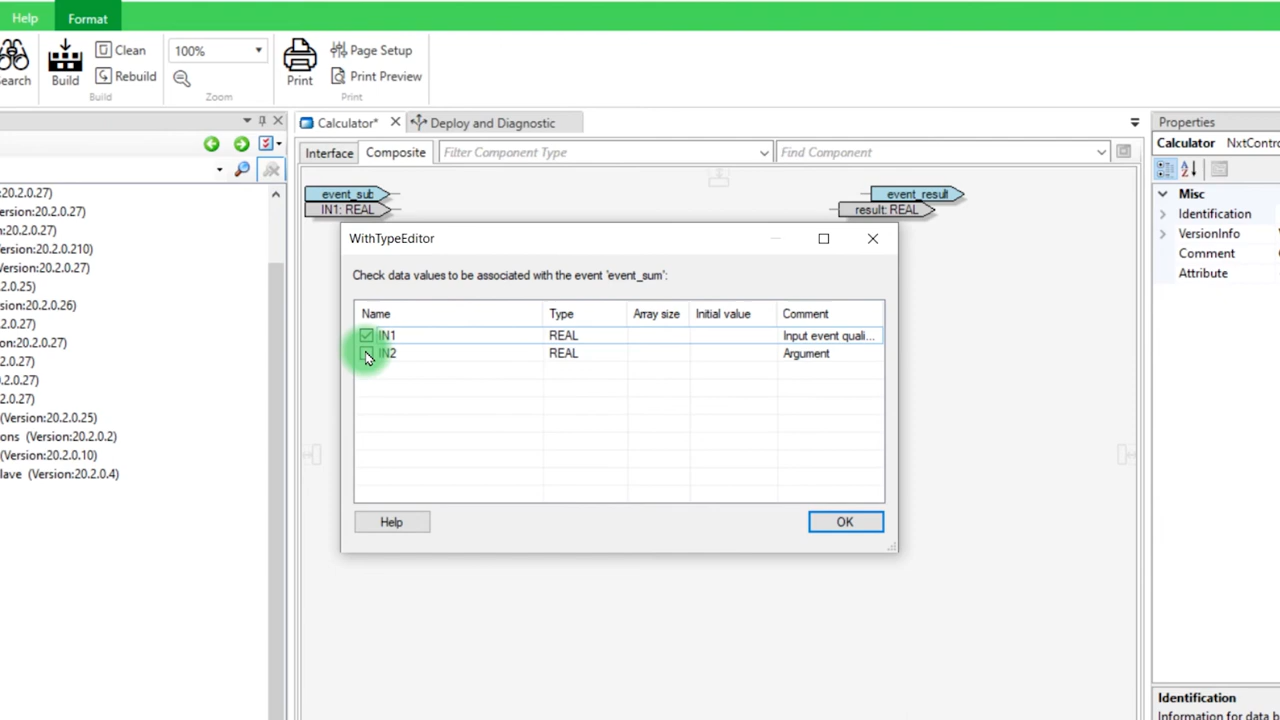 Help
Format
earch
Build
Clean
Rebuild
Build
100%
Zoom
Print
Page Setup
Print Preview
Print
Calculator*
Deploy and Diagnostic
Interface
Composite
Filter Component Type
Find Component
event_sub
IN1: REAL
event_result
result: REAL
20.2.0.27)
ersion:20.2.0.27)
20.2.0.27)
ersion:20.2.0.210)
Version:20.2.0.27)
20.2.0.25)
sion:20.2.0.26)
20.2.0.27)
on:20.2.0.27)
20.2.0.27)
.2.0.27)
2.0.27)
(Version:20.2.0.25)
ons (Version:20.2.0.2)
(Version:20.2.0.10)
lave (Version:20.2.0.4)
WithTypeEditor
Check data values to be associated with the event 'event_sum':
Name Type Array size Initial value Comment
IN1 REAL Input event quali...
IN2 REAL Argument
Help
OK
Properties
Calculator NxtContro
Misc
Identification
VersionInfo
Comment
Attribute
Identification
Information for data b